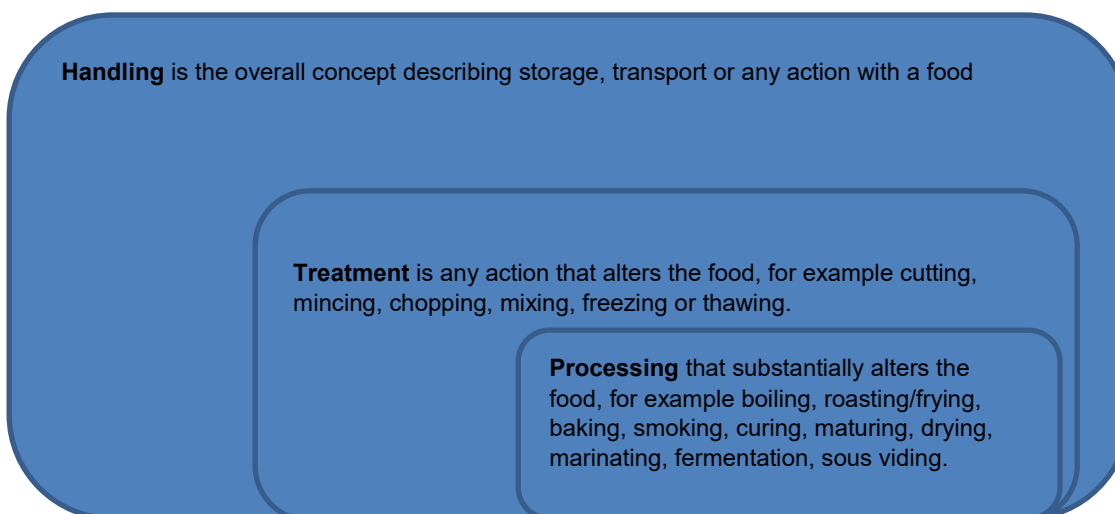 Handling is the overall concept describing storage, transport or any action with a food
Treatment is any action that alters the food, for example cutting,
mincing, chopping, mixing, freezing or thawing.
Processing that substantially alters the
food, for example boiling, roasting/frying,
baking, smoking, curing, maturing, drying,
marinating, fermentation, sous viding.